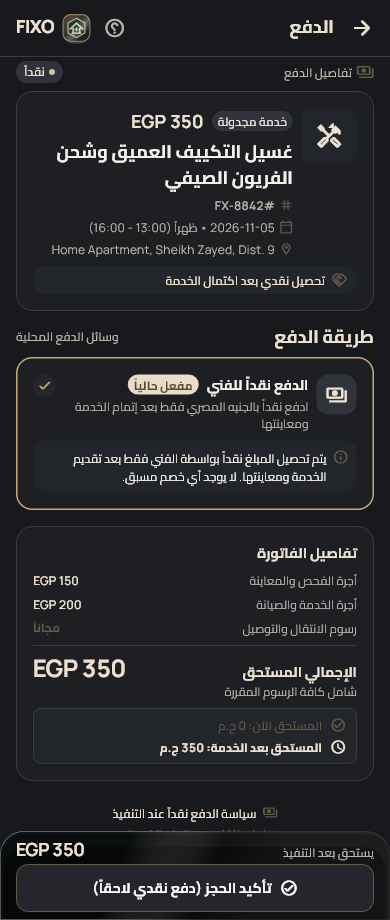 الدفع
FIXO
تفاصيل الدفع
نقداً
خدمة مجدولة
EGP 350
غسيل التكييف العميق وشحن
الفريون الصيفي
FX-8842#
2026-11-05 • ظهراً (13:00 - 16:00)
Home Apartment, Sheikh Zayed, Dist. 9
تحصيل نقدي بعد اكتمال الخدمة
طريقة الدفع
وسائل الدفع المحلية
الدفع نقداً للفني
مفعل حالياً
ادفع نقداً بالجنيه المصري فقط بعد إتمام الخدمة
ومعاينتها
يتم تحصيل المبلغ نقداً بواسطة الفني فقط بعد تقديم
الخدمة ومعاينتها. لا يوجد أي خصم مسبق.
تفاصيل الفاتورة
أجرة الفحص والمعاينة
EGP 150
أجرة الخدمة والصيانة
EGP 200
رسوم الانتقال والتوصيل
مجاناً
الإجمالي المستحق
EGP 350
شامل كافة الرسوم المقررة
المستحق الآن: 0 ج.م
المستحق بعد الخدمة: 350 ج.م
سياسة الدفع نقداً عند التنفيذ
يستحق بعد التنفيذ
EGP 350
تأكيد الحجز (دفع نقدي لاحقاً)